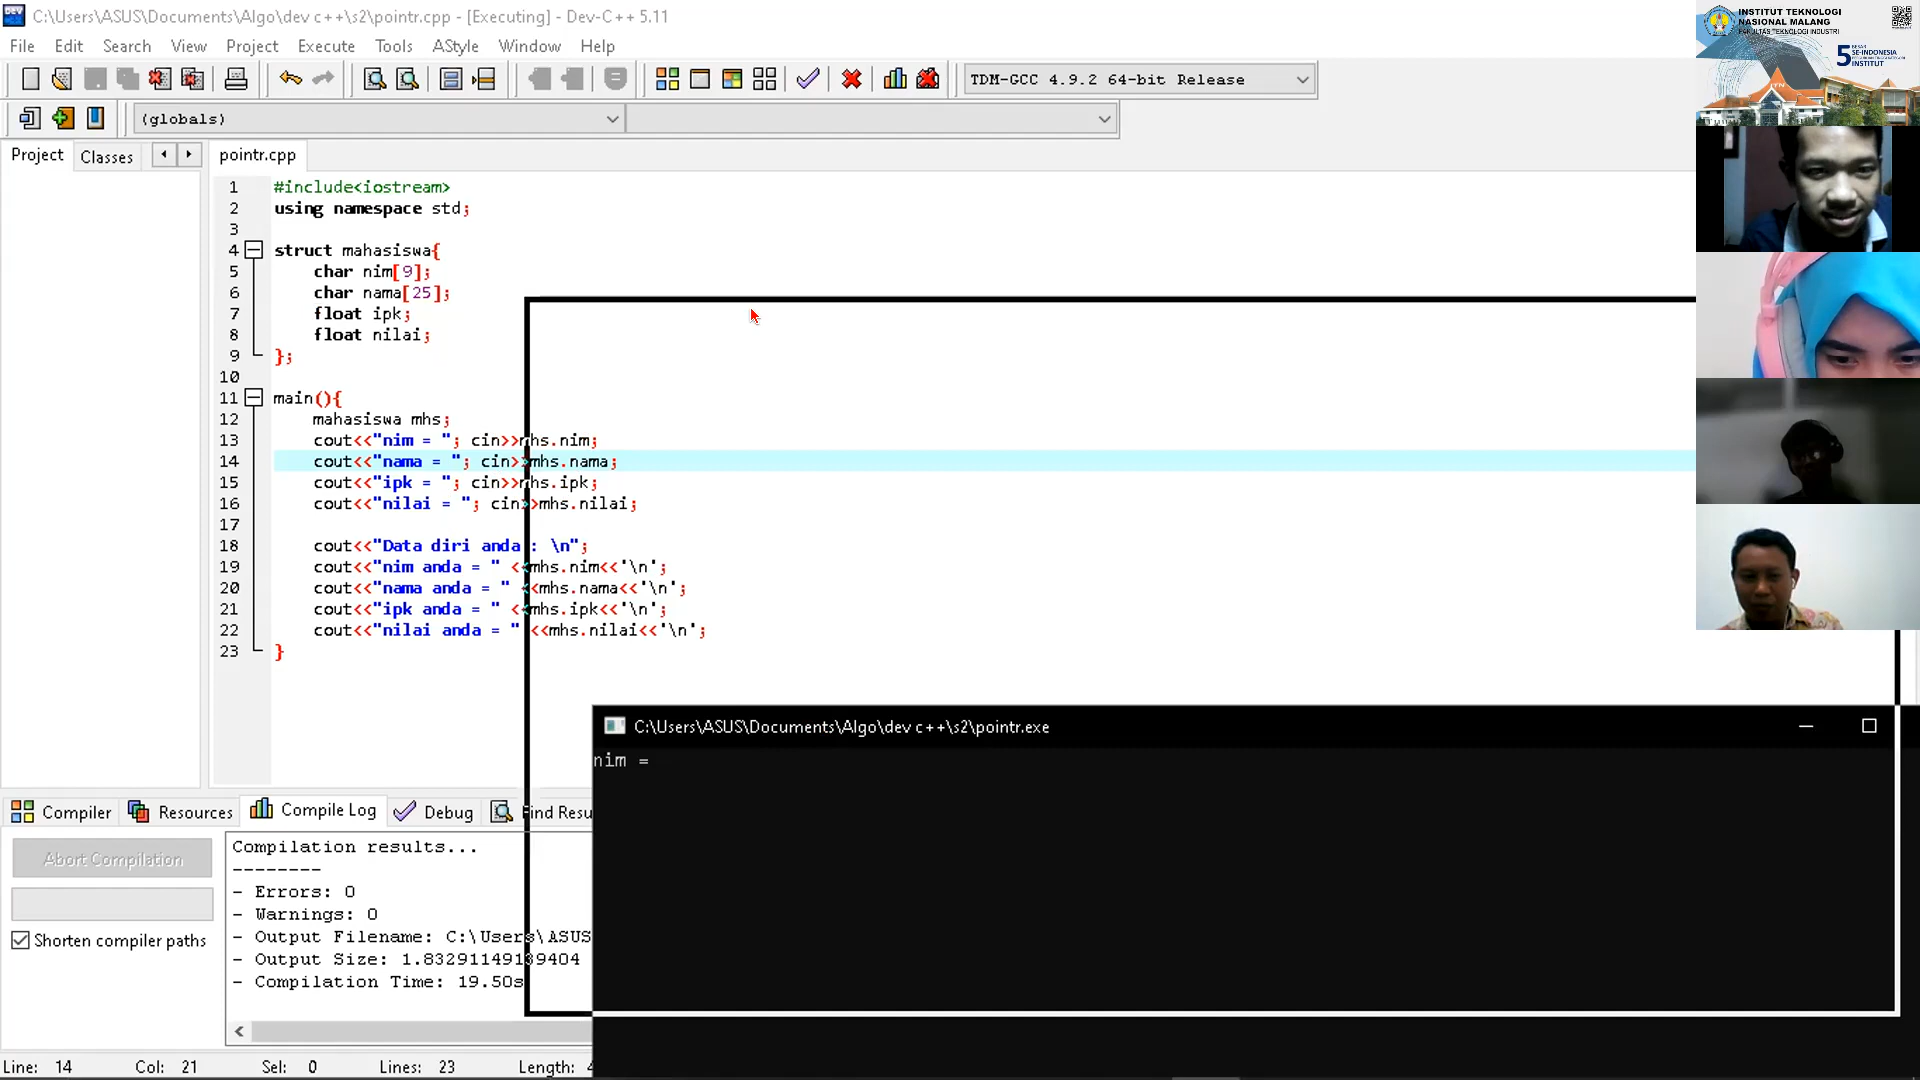 C:\Users\ASUS\Documents\Algo\dev c++\s2\pointr.cpp - [Executing] - Dev-C++ 5.11
File Edit Search View Project Execute Tools AStyle Window Help
TDM-GCC 4.9.2 64-bit Release
(globals)
Project Classes pointr.cpp
1 #include<iostream>
2 using namespace std;
3
4 struct mahasiswa{
5 char nim[9];
6 char nama[25];
7 float ipk;
8 float nilai;
9 };
10
11 main(){
12 mahasiswa mhs;
13 cout<<"nim = "; cin>>mhs.nim;
14 cout<<"nama = "; cin>>mhs.nama;
15 cout<<"ipk = "; cin>>mhs.ipk;
16 cout<<"nilai = "; cin>>mhs.nilai;
17
18 cout<<"Data diri anda : \n";
19 cout<<"nim anda = " <<mhs.nim<<'\n';
20 cout<<"nama anda = " <<mhs.nama<<'\n';
21 cout<<"ipk anda = " <<mhs.ipk<<'\n';
22 cout<<"nilai anda = " <<mhs.nilai<<'\n';
23 }
C:\Users\ASUS\Documents\Algo\dev c++\s2\pointr.exe
nim =
Compiler Resources Compile Log Debug Find Resu
Abort Compilation
Shorten compiler paths
Compilation results...
--------
- Errors: 0
- Warnings: 0
- Output Filename: C:\Users\ASUS
- Output Size: 1.83291149139404
- Compilation Time: 19.50s
Line: 14 Col: 21 Sel: 0 Lines: 23 Length:
INSTITUT TEKNOLOGI
NASIONAL MALANG
FAKULTAS TEKNOLOGI INDUSTRI
5 BESAR
SE-INDONESIA
INSTITUT